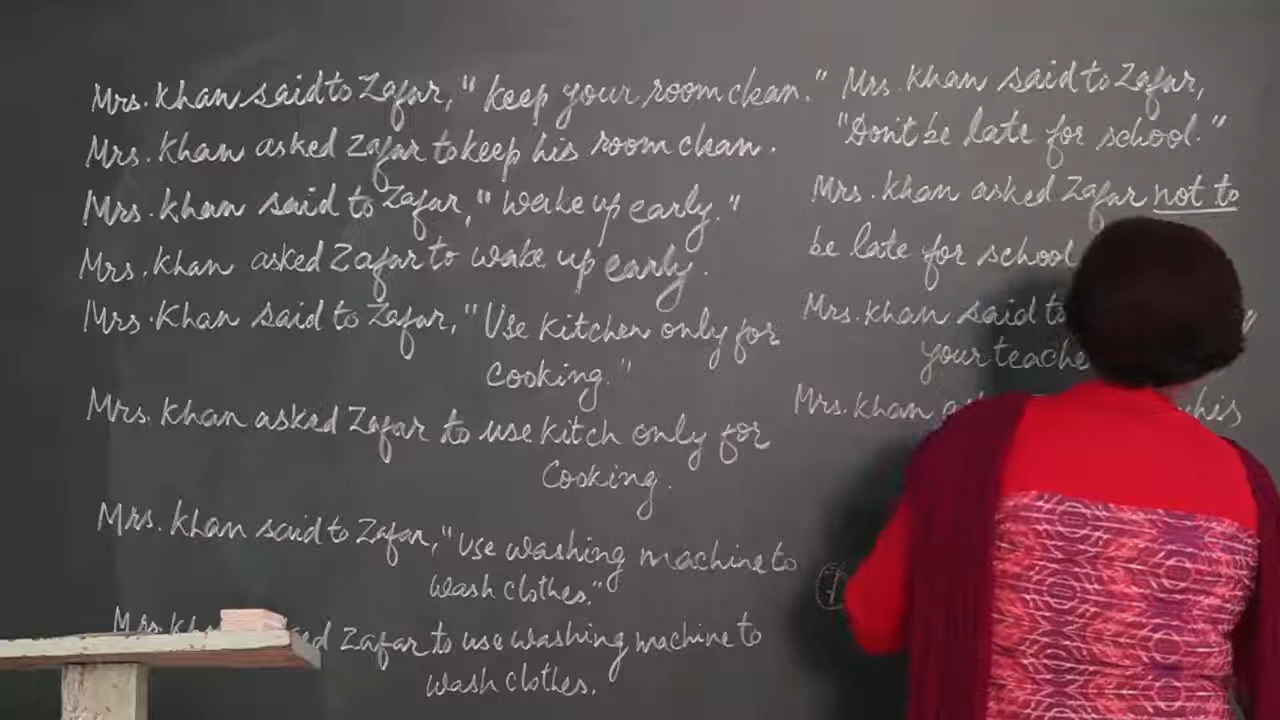 Mrs. Khan said to Zafar, "keep your room clean."
Mrs. Khan asked Zafar to keep his room clean.
Mrs. Khan said to Zafar, "Wake up early."
Mrs. Khan asked Zafar to wake up early.
Mrs. Khan said to Zafar, "Use kitchen only for
Cooking."
Mrs. Khan asked Zafar to use kitch only for
Cooking.
Mrs. Khan said to Zafar, "Use washing machine to
wash clothes."
Mrs. Zafar to use washing machine to
wash clothes.
Mrs. Khan said to Zafar,
"Don't be late for school."
Mrs. Khan asked Zafar not to
be late for school
Mrs. Khan said to
your
Mrs. Khan his